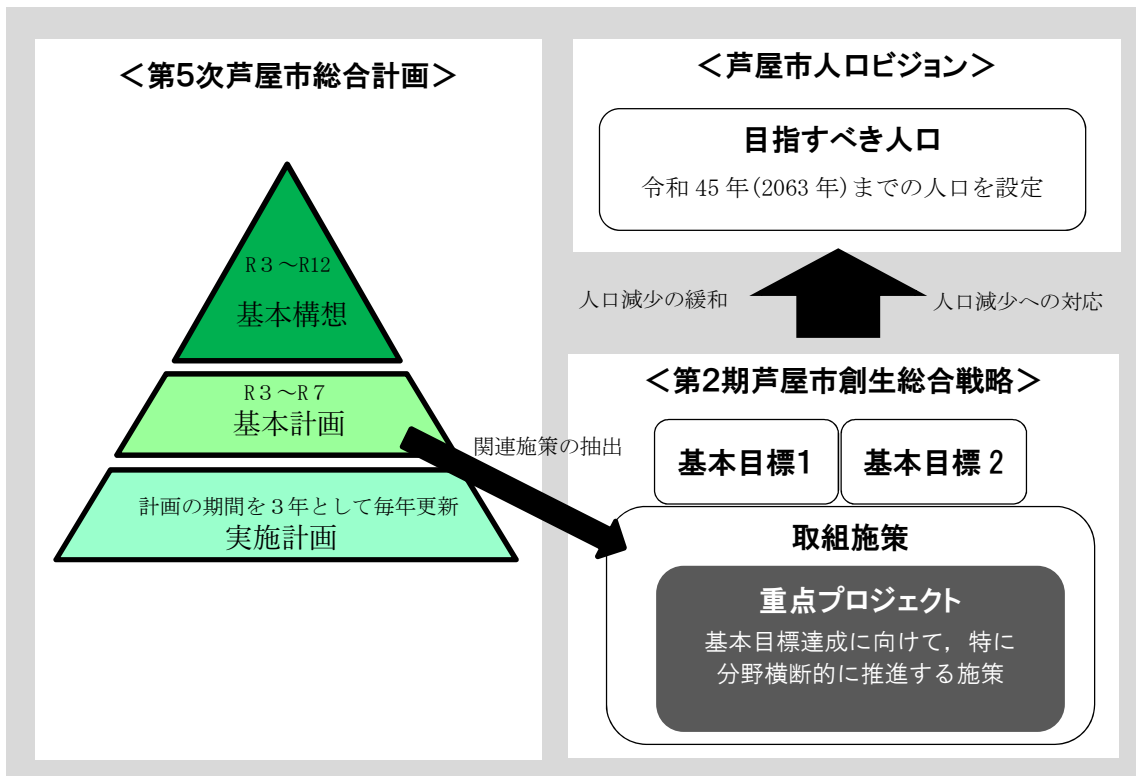 ＜第5次芦屋市総合計画＞
R３～R12
基本構想
R３～R７
基本計画
計画の期間を３年として毎年更新
実施計画
関連施策の抽出
＜芦屋市人口ビジョン＞
目指すべき人口
令和 45 年(2063 年)までの人口を設定
人口減少の緩和
人口減少への対応
＜第2期芦屋市創生総合戦略＞
基本目標1
基本目標２
取組施策
重点プロジェクト
基本目標達成に向けて，特に
分野横断的に推進する施策